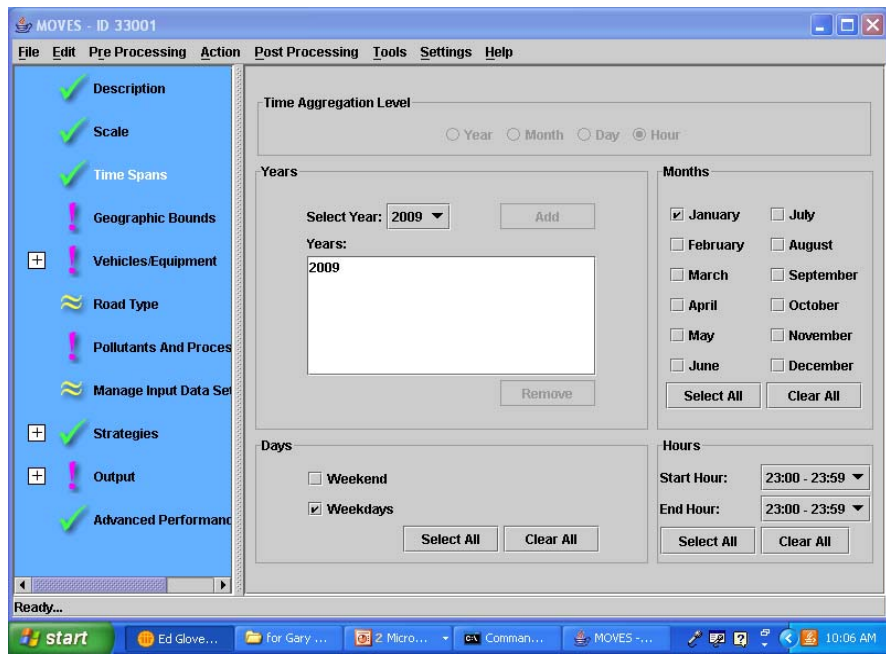 MOVES - ID 33001
File Edit Pre Processing Action Post Processing Tools Settings Help
Description
Scale
Time Spans
Geographic Bounds
Vehicles/Equipment
Road Type
Pollutants And Proces
Manage Input Data Set
Strategies
Output
Advanced Performanc
Time Aggregation Level
Year Month Day Hour
Years
Select Year: 2009 Add
Years:
2009
Remove
Months
January July
February August
March September
April October
May November
June December
Select All Clear All
Days
Weekend
Weekdays
Select All Clear All
Hours
Start Hour: 23:00 - 23:59
End Hour: 23:00 - 23:59
Select All Clear All
Ready...
start Ed Glove... for Gary ... 2 Micro... Comman... MOVES -... 10:06 AM